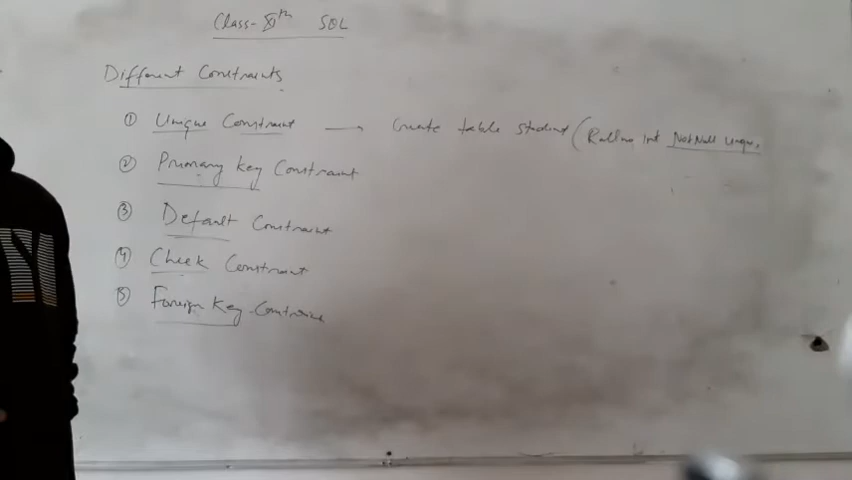 Class-XIth SQL
Different Constraints
① Unique Constraint → Create table student (Rollno int NotNull Unique,
② Primary Key Constraint
③ Default Constraint
④ Check Constraint
⑤ Foreign Key Constraint